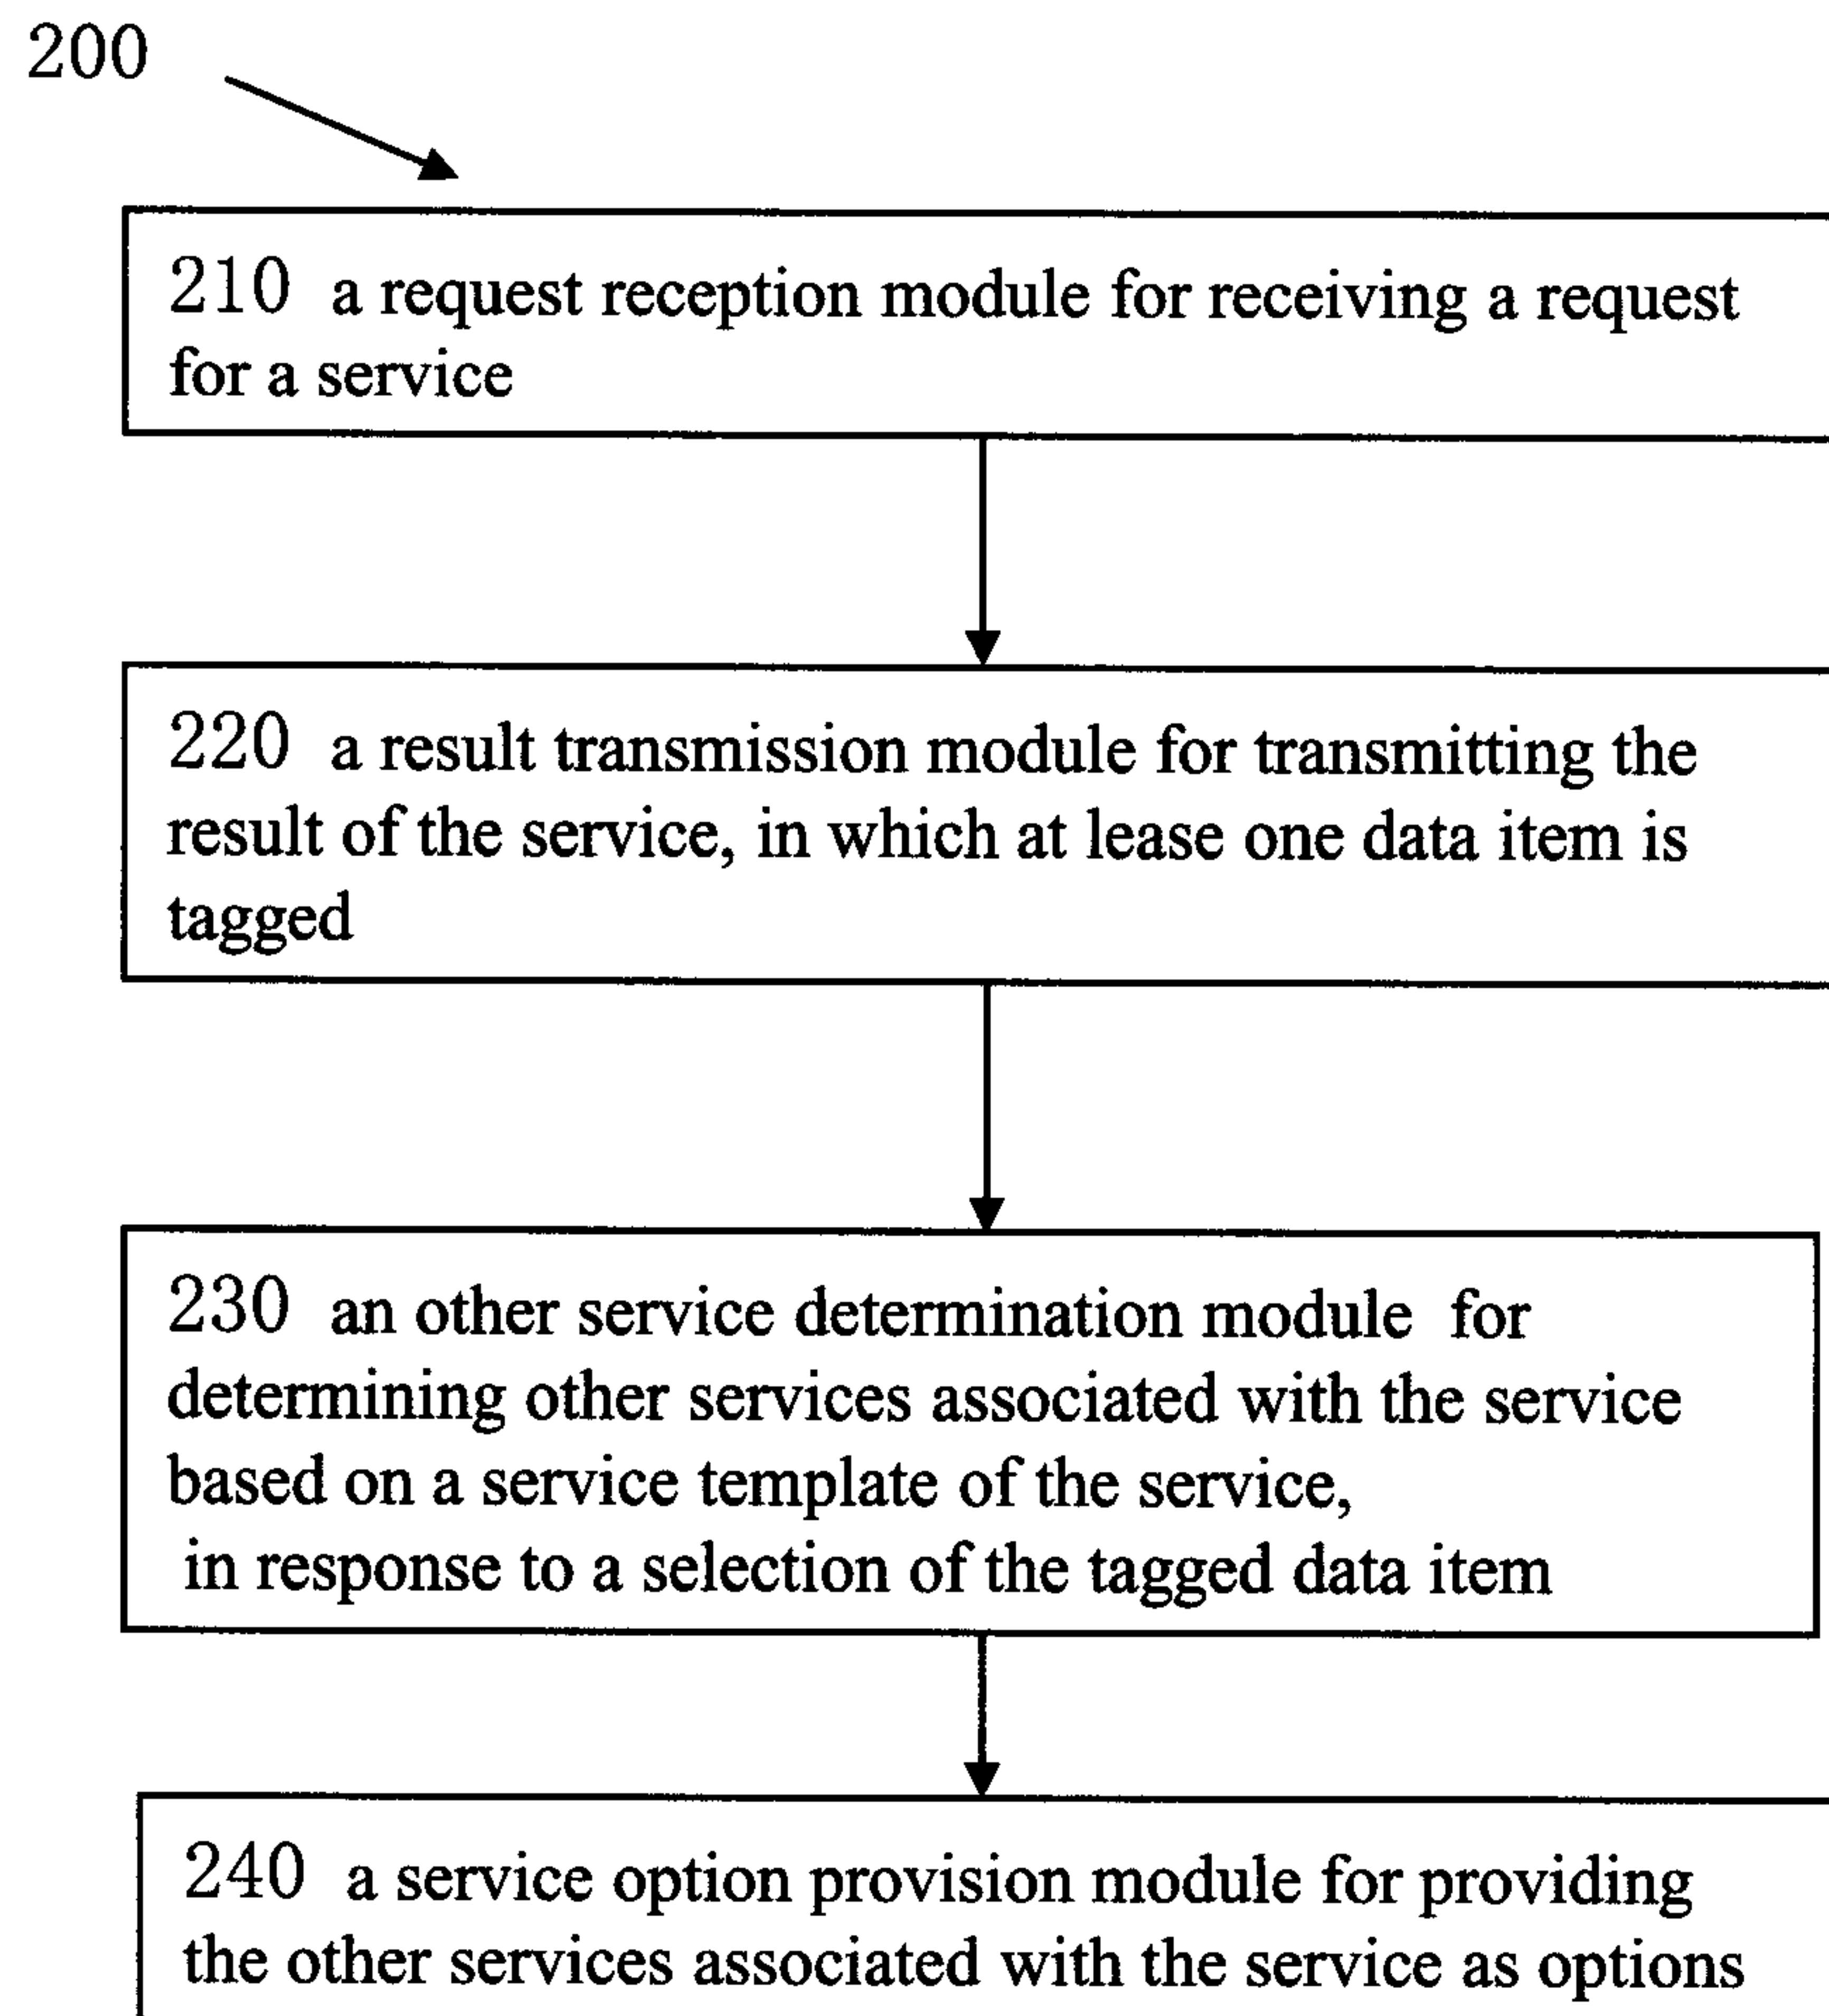 200
210 a request reception module for receiving a request
for a service
220 a result transmission module for transmitting the
result of the service, in which at lease one data item is
tagged
230 an other service determination module for
determining other services associated with the service
based on a service template of the service,
in response to a selection of the tagged data item
240 a service option provision module for providing
the other services associated with the service as options